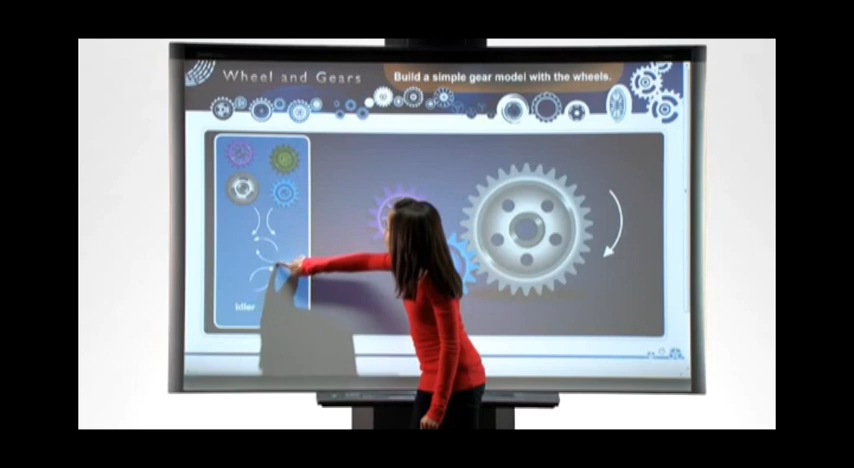 Wheel and Gears
Build a simple gear model with the wheels.
Idler